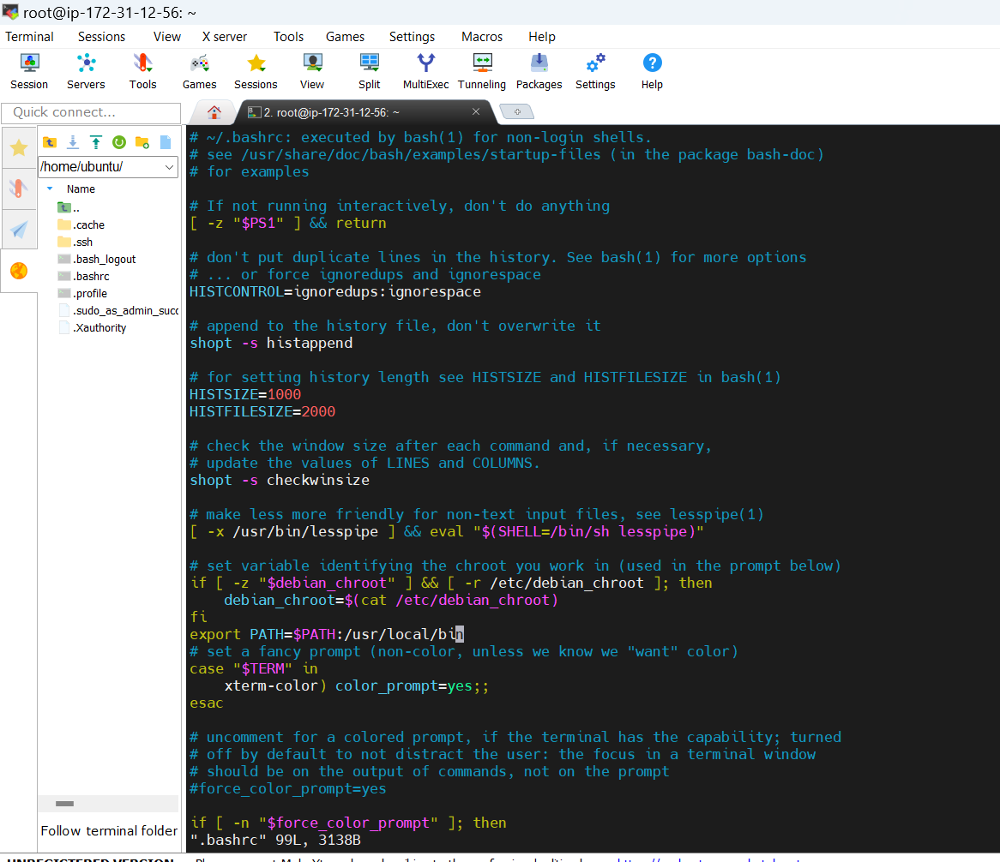 root@ip-172-31-12-56: ~
Terminal Sessions View X server Tools Games Settings Macros Help
Session Servers Tools Games Sessions View Split MultiExec Tunneling Packages Settings Help
Quick connect...
2. root@ip-172-31-12-56: ~
/home/ubuntu/
Name
..
.cache
.ssh
.bash_logout
.bashrc
.profile
.sudo_as_admin_succ
.Xauthority
Follow terminal folder
# ~/.bashrc: executed by bash(1) for non-login shells.
# see /usr/share/doc/bash/examples/startup-files (in the package bash-doc)
# for examples

# If not running interactively, don't do anything
[ -z "$PS1" ] && return

# don't put duplicate lines in the history. See bash(1) for more options
# ... or force ignoredups and ignorespace
HISTCONTROL=ignoredups:ignorespace

# append to the history file, don't overwrite it
shopt -s histappend

# for setting history length see HISTSIZE and HISTFILESIZE in bash(1)
HISTSIZE=1000
HISTFILESIZE=2000

# check the window size after each command and, if necessary,
# update the values of LINES and COLUMNS.
shopt -s checkwinsize

# make less more friendly for non-text input files, see lesspipe(1)
[ -x /usr/bin/lesspipe ] && eval "$(SHELL=/bin/sh lesspipe)"

# set variable identifying the chroot you work in (used in the prompt below)
if [ -z "$debian_chroot" ] && [ -r /etc/debian_chroot ]; then
    debian_chroot=$(cat /etc/debian_chroot)
fi
export PATH=$PATH:/usr/local/bin
# set a fancy prompt (non-color, unless we know we "want" color)
case "$TERM" in
    xterm-color) color_prompt=yes;;
esac

# uncomment for a colored prompt, if the terminal has the capability; turned
# off by default to not distract the user: the focus in a terminal window
# should be on the output of commands, not on the prompt
#force_color_prompt=yes

if [ -n "$force_color_prompt" ]; then
".bashrc" 99L, 3138B
UNREGISTERED VERSION